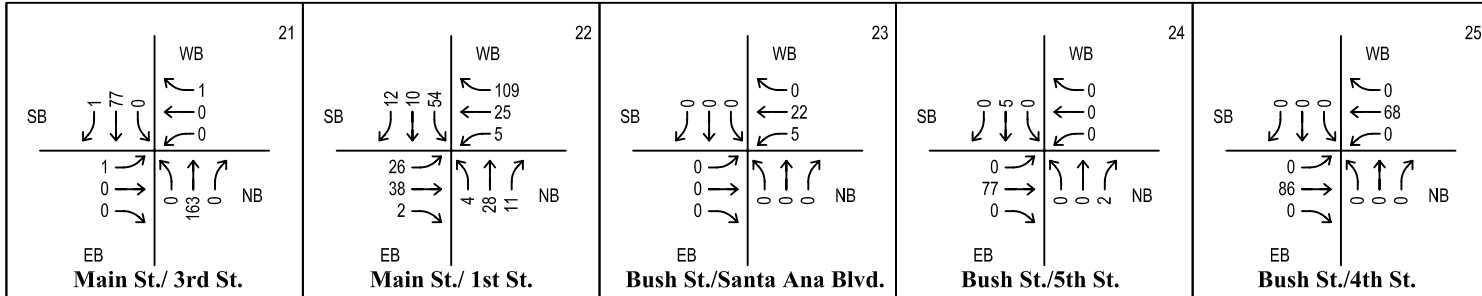 21
WB
1
0
0
SB
1 77 0
1
0
0
0 163 0
NB
EB
Main St./ 3rd St.
22
WB
109
25
5
SB
12 10 54
26
38
2
4 28 11
NB
EB
Main St./ 1st St.
23
WB
0
22
5
SB
0 0 0
0
0
0
0 0 0
NB
EB
Bush St./Santa Ana Blvd.
24
WB
0
0
0
SB
0 5 0
0
77
0
0 0 2
NB
EB
Bush St./5th St.
25
WB
0
68
0
SB
0 0 0
0
86
0
0 0 0
NB
EB
Bush St./4th St.